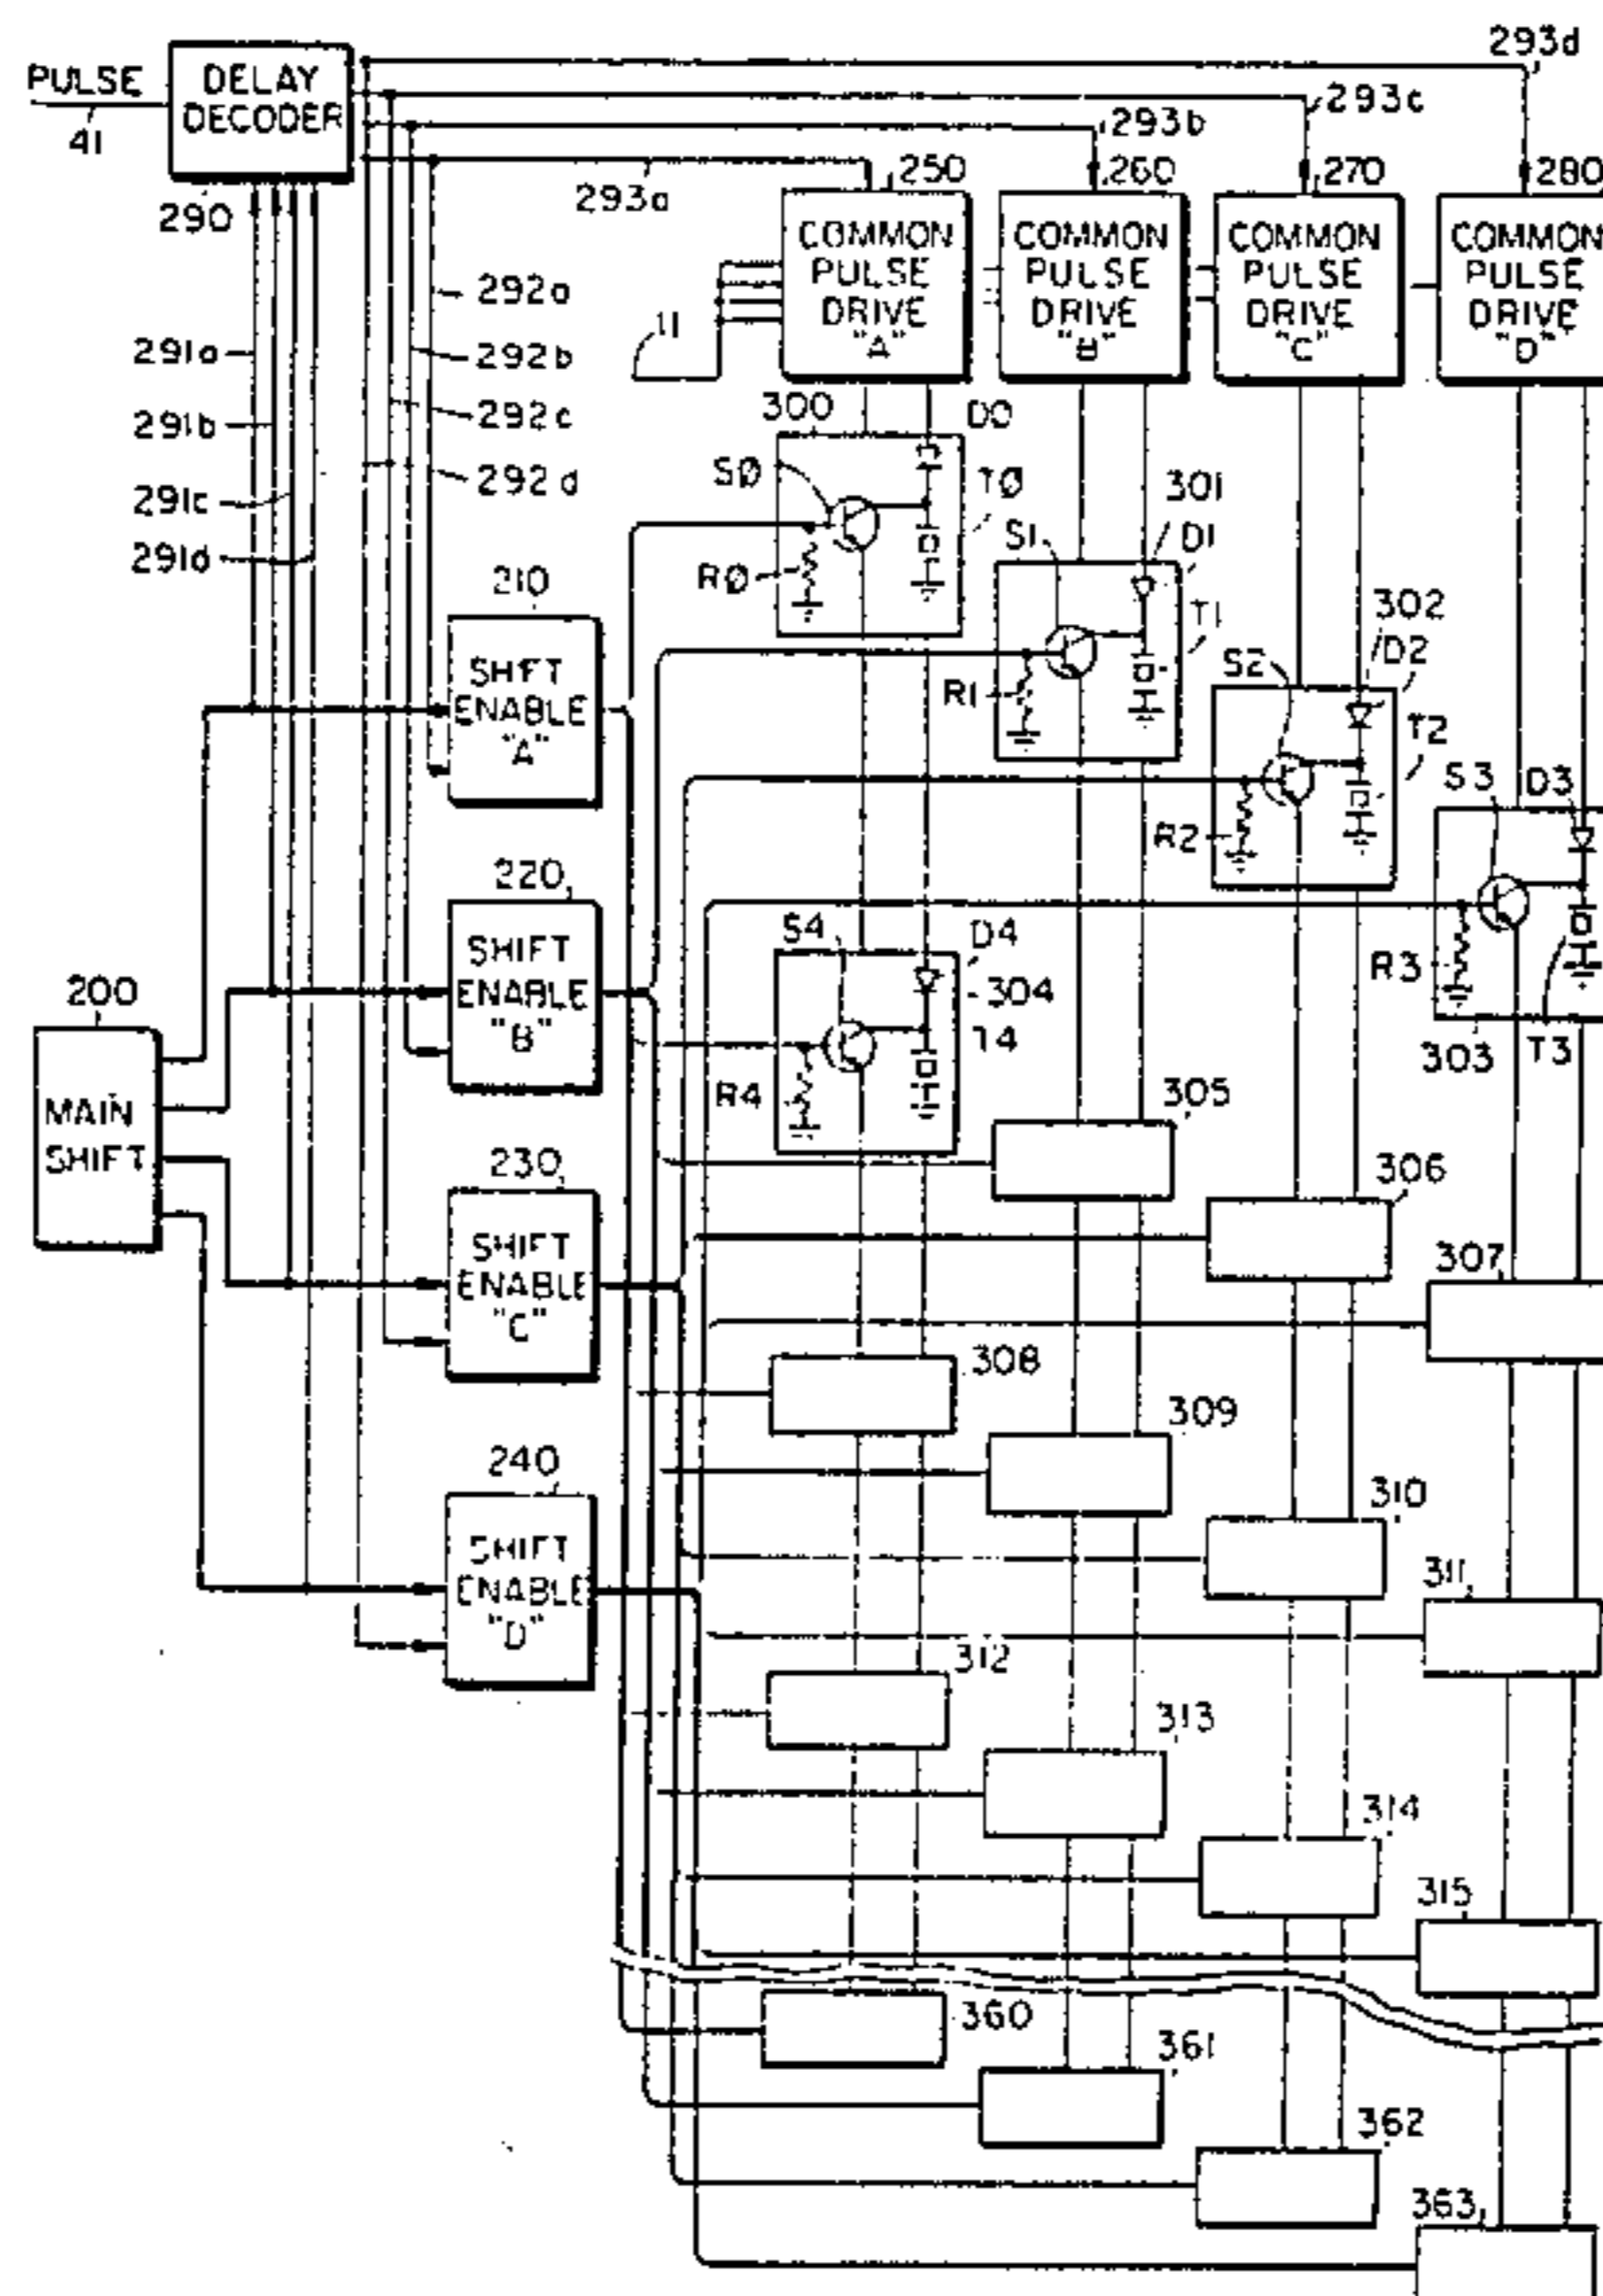 293d
PULSE
41
DELAY
DECODER
290
293c
293b
293a
250
260
270
280
COMMON
PULSE
DRIVE
"A"
COMMON
PULSE
DRIVE
"B"
COMMON
PULSE
DRIVE
"C"
COMMON
PULSE
DRIVE
"D"
11
291a
291b
291c
291d
292a
292b
292c
292d
300
D0
SØ
TØ
RØ
301
S1
D1
T1
R1
302
S2
D2
T2
R2
S3
D3
R3
303
T3
210
SHIFT
ENABLE
"A"
220
SHIFT
ENABLE
"B"
S4
D4
304
T4
R4
200
MAIN
SHIFT
230
SHIFT
ENABLE
"C"
240
SHIFT
ENABLE
"D"
305
306
307
308
309
310
311
312
313
314
315
360
361
362
363